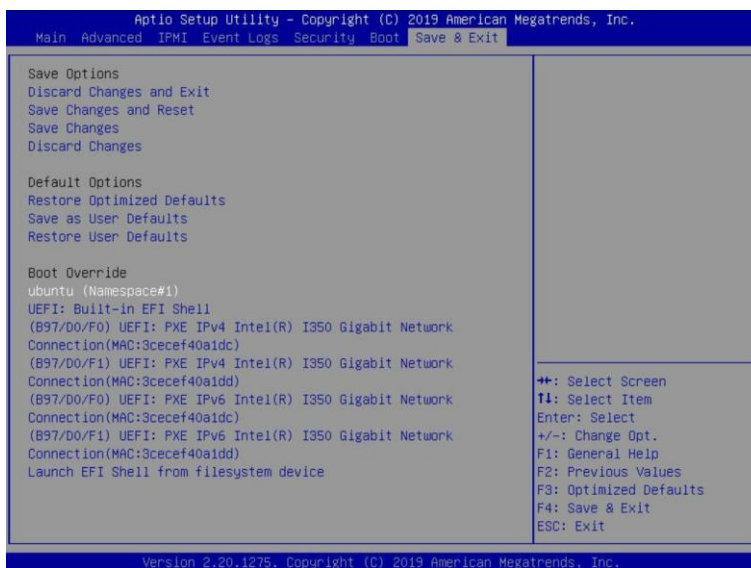 Aptio Setup Utility – Copyright (C) 2019 American Megatrends, Inc.
Main Advanced IPMI Event Logs Security Boot Save & Exit
Save Options
Discard Changes and Exit
Save Changes and Reset
Save Changes
Discard Changes
Default Options
Restore Optimized Defaults
Save as User Defaults
Restore User Defaults
Boot Override
ubuntu (Namespace#1)
UEFI: Built-in EFI Shell
(B97/D0/F0) UEFI: PXE IPv4 Intel(R) I350 Gigabit Network
Connection(MAC:3cecef40a1dc)
(B97/D0/F1) UEFI: PXE IPv4 Intel(R) I350 Gigabit Network
Connection(MAC:3cecef40a1dd)
(B97/D0/F0) UEFI: PXE IPv6 Intel(R) I350 Gigabit Network
Connection(MAC:3cecef40a1dc)
(B97/D0/F1) UEFI: PXE IPv6 Intel(R) I350 Gigabit Network
Connection(MAC:3cecef40a1dd)
Launch EFI Shell from filesystem device
→←: Select Screen
↑↓: Select Item
Enter: Select
+/-: Change Opt.
F1: General Help
F2: Previous Values
F3: Optimized Defaults
F4: Save & Exit
ESC: Exit
Version 2.20.1275. Copyright (C) 2019 American Megatrends, Inc.